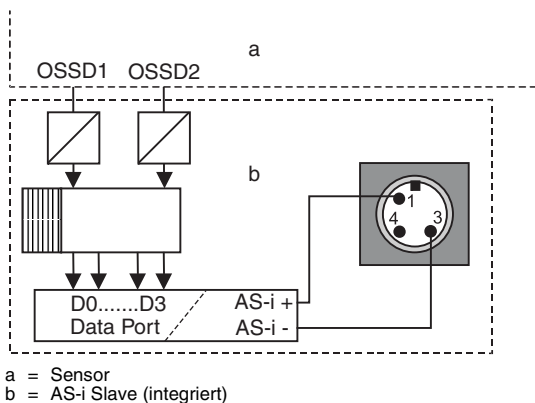 a
OSSD1 OSSD2
b
1
4 3
D0.......D3 AS-i +
Data Port AS-i -
a = Sensor
b = AS-i Slave (integriert)